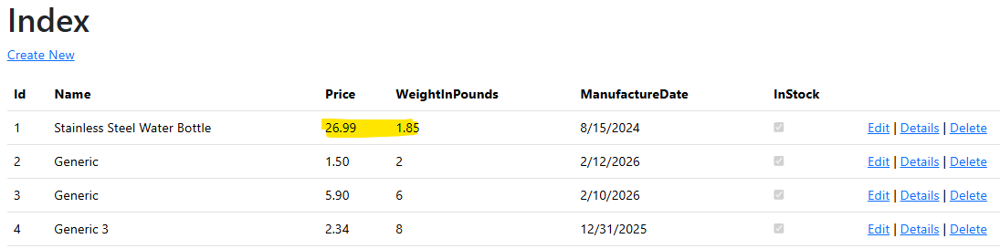 Index
Create New
Id Name Price WeightInPounds ManufactureDate InStock
1 Stainless Steel Water Bottle 26.99 1.85 8/15/2024 Edit | Details | Delete
2 Generic 1.50 2 2/12/2026 Edit | Details | Delete
3 Generic 5.90 6 2/10/2026 Edit | Details | Delete
4 Generic 3 2.34 8 12/31/2025 Edit | Details | Delete